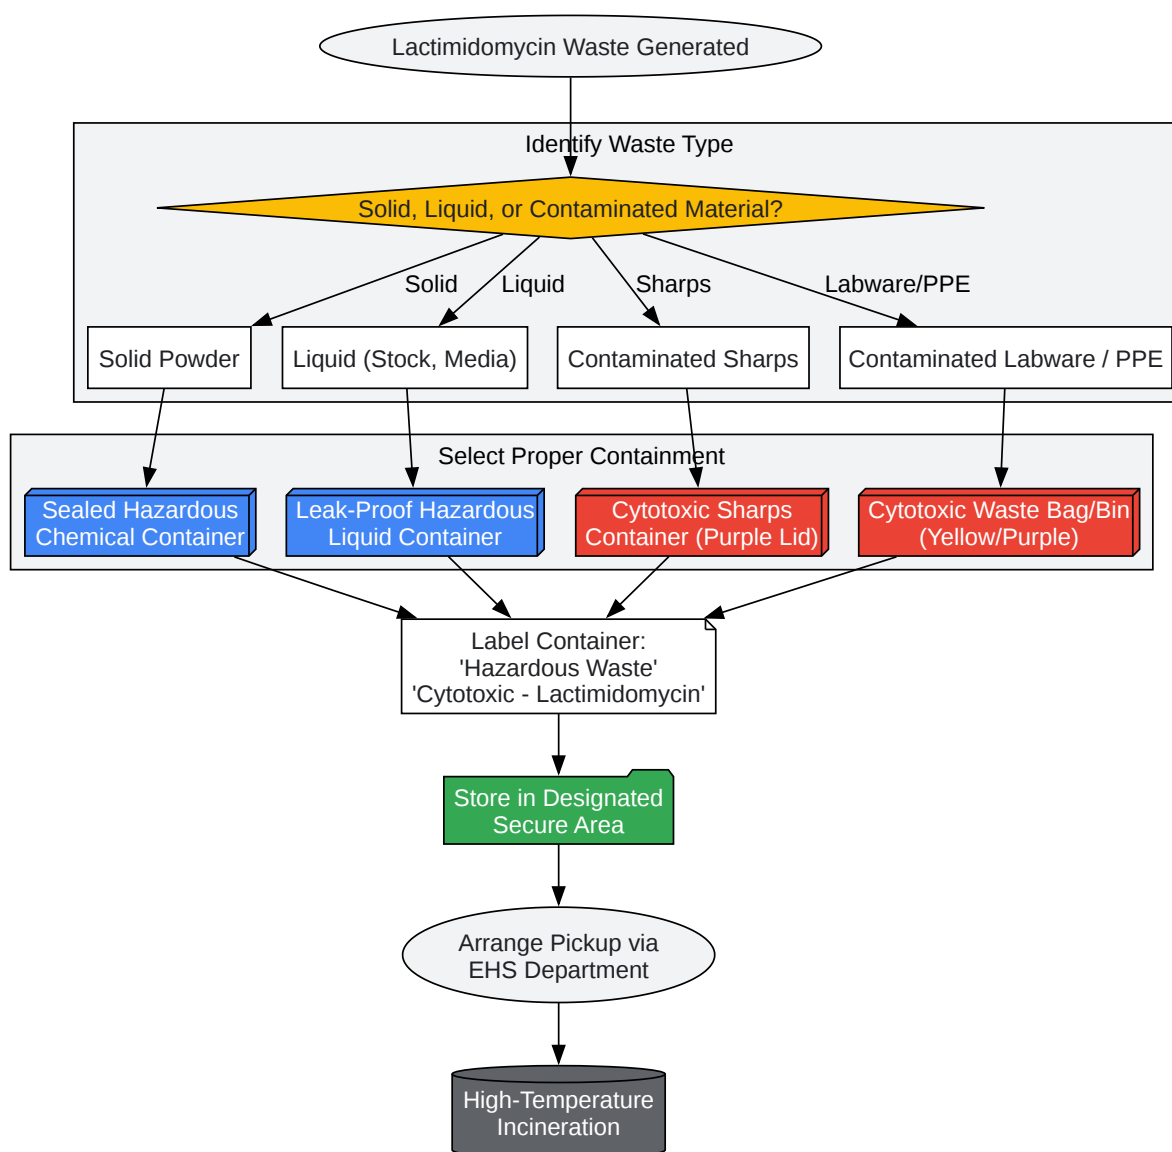 Lactimidomycin Waste Generated
Identify Waste Type
Solid, Liquid, or Contaminated Material?
Solid
Liquid
Sharps
Labware/PPE
Solid Powder
Liquid (Stock, Media)
Contaminated Sharps
Contaminated Labware / PPE
Select Proper Containment
Sealed Hazardous
Chemical Container
Leak-Proof Hazardous
Liquid Container
Cytotoxic Sharps
Container (Purple Lid)
Cytotoxic Waste Bag/Bin
(Yellow/Purple)
Label Container:
'Hazardous Waste'
'Cytotoxic - Lactimidomycin'
Store in Designated
Secure Area
Arrange Pickup via
EHS Department
High-Temperature
Incineration